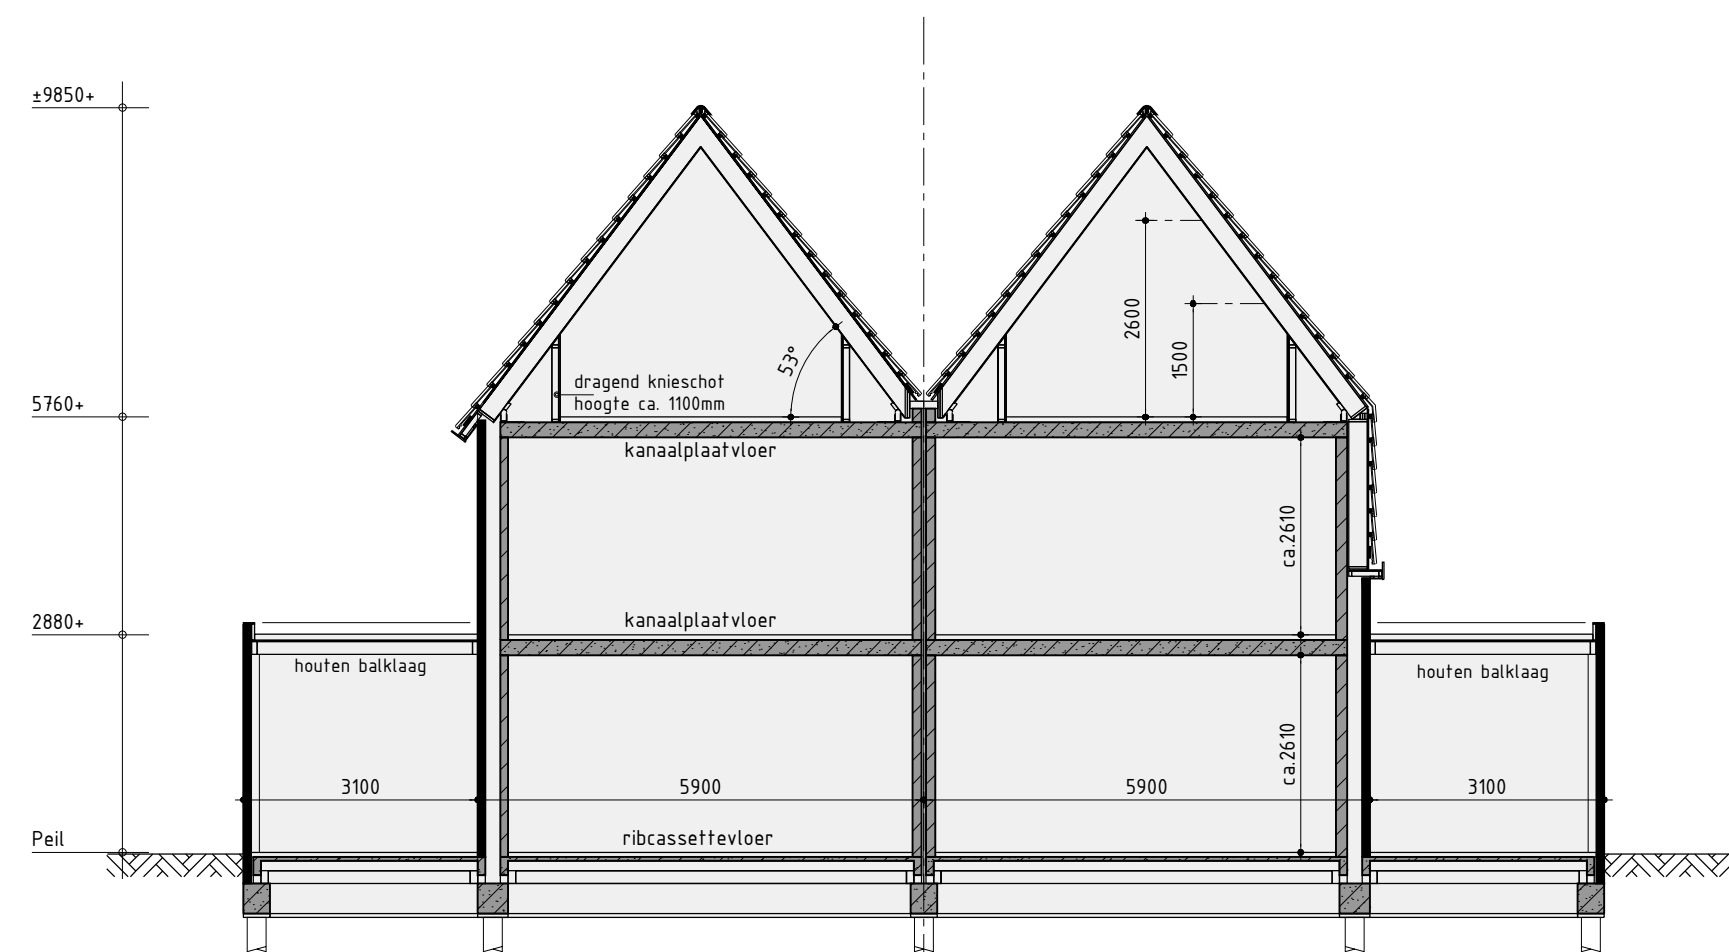 ±9850+
2600
1500
53°
dragend knieschot
hoogte ca. 1100mm
5760+
kanaalplaatvloer
ca.2610
2880+
kanaalplaatvloer
houten balklaag
houten balklaag
ca.2610
3100
5900
5900
3100
Peil
ribcassettevloer